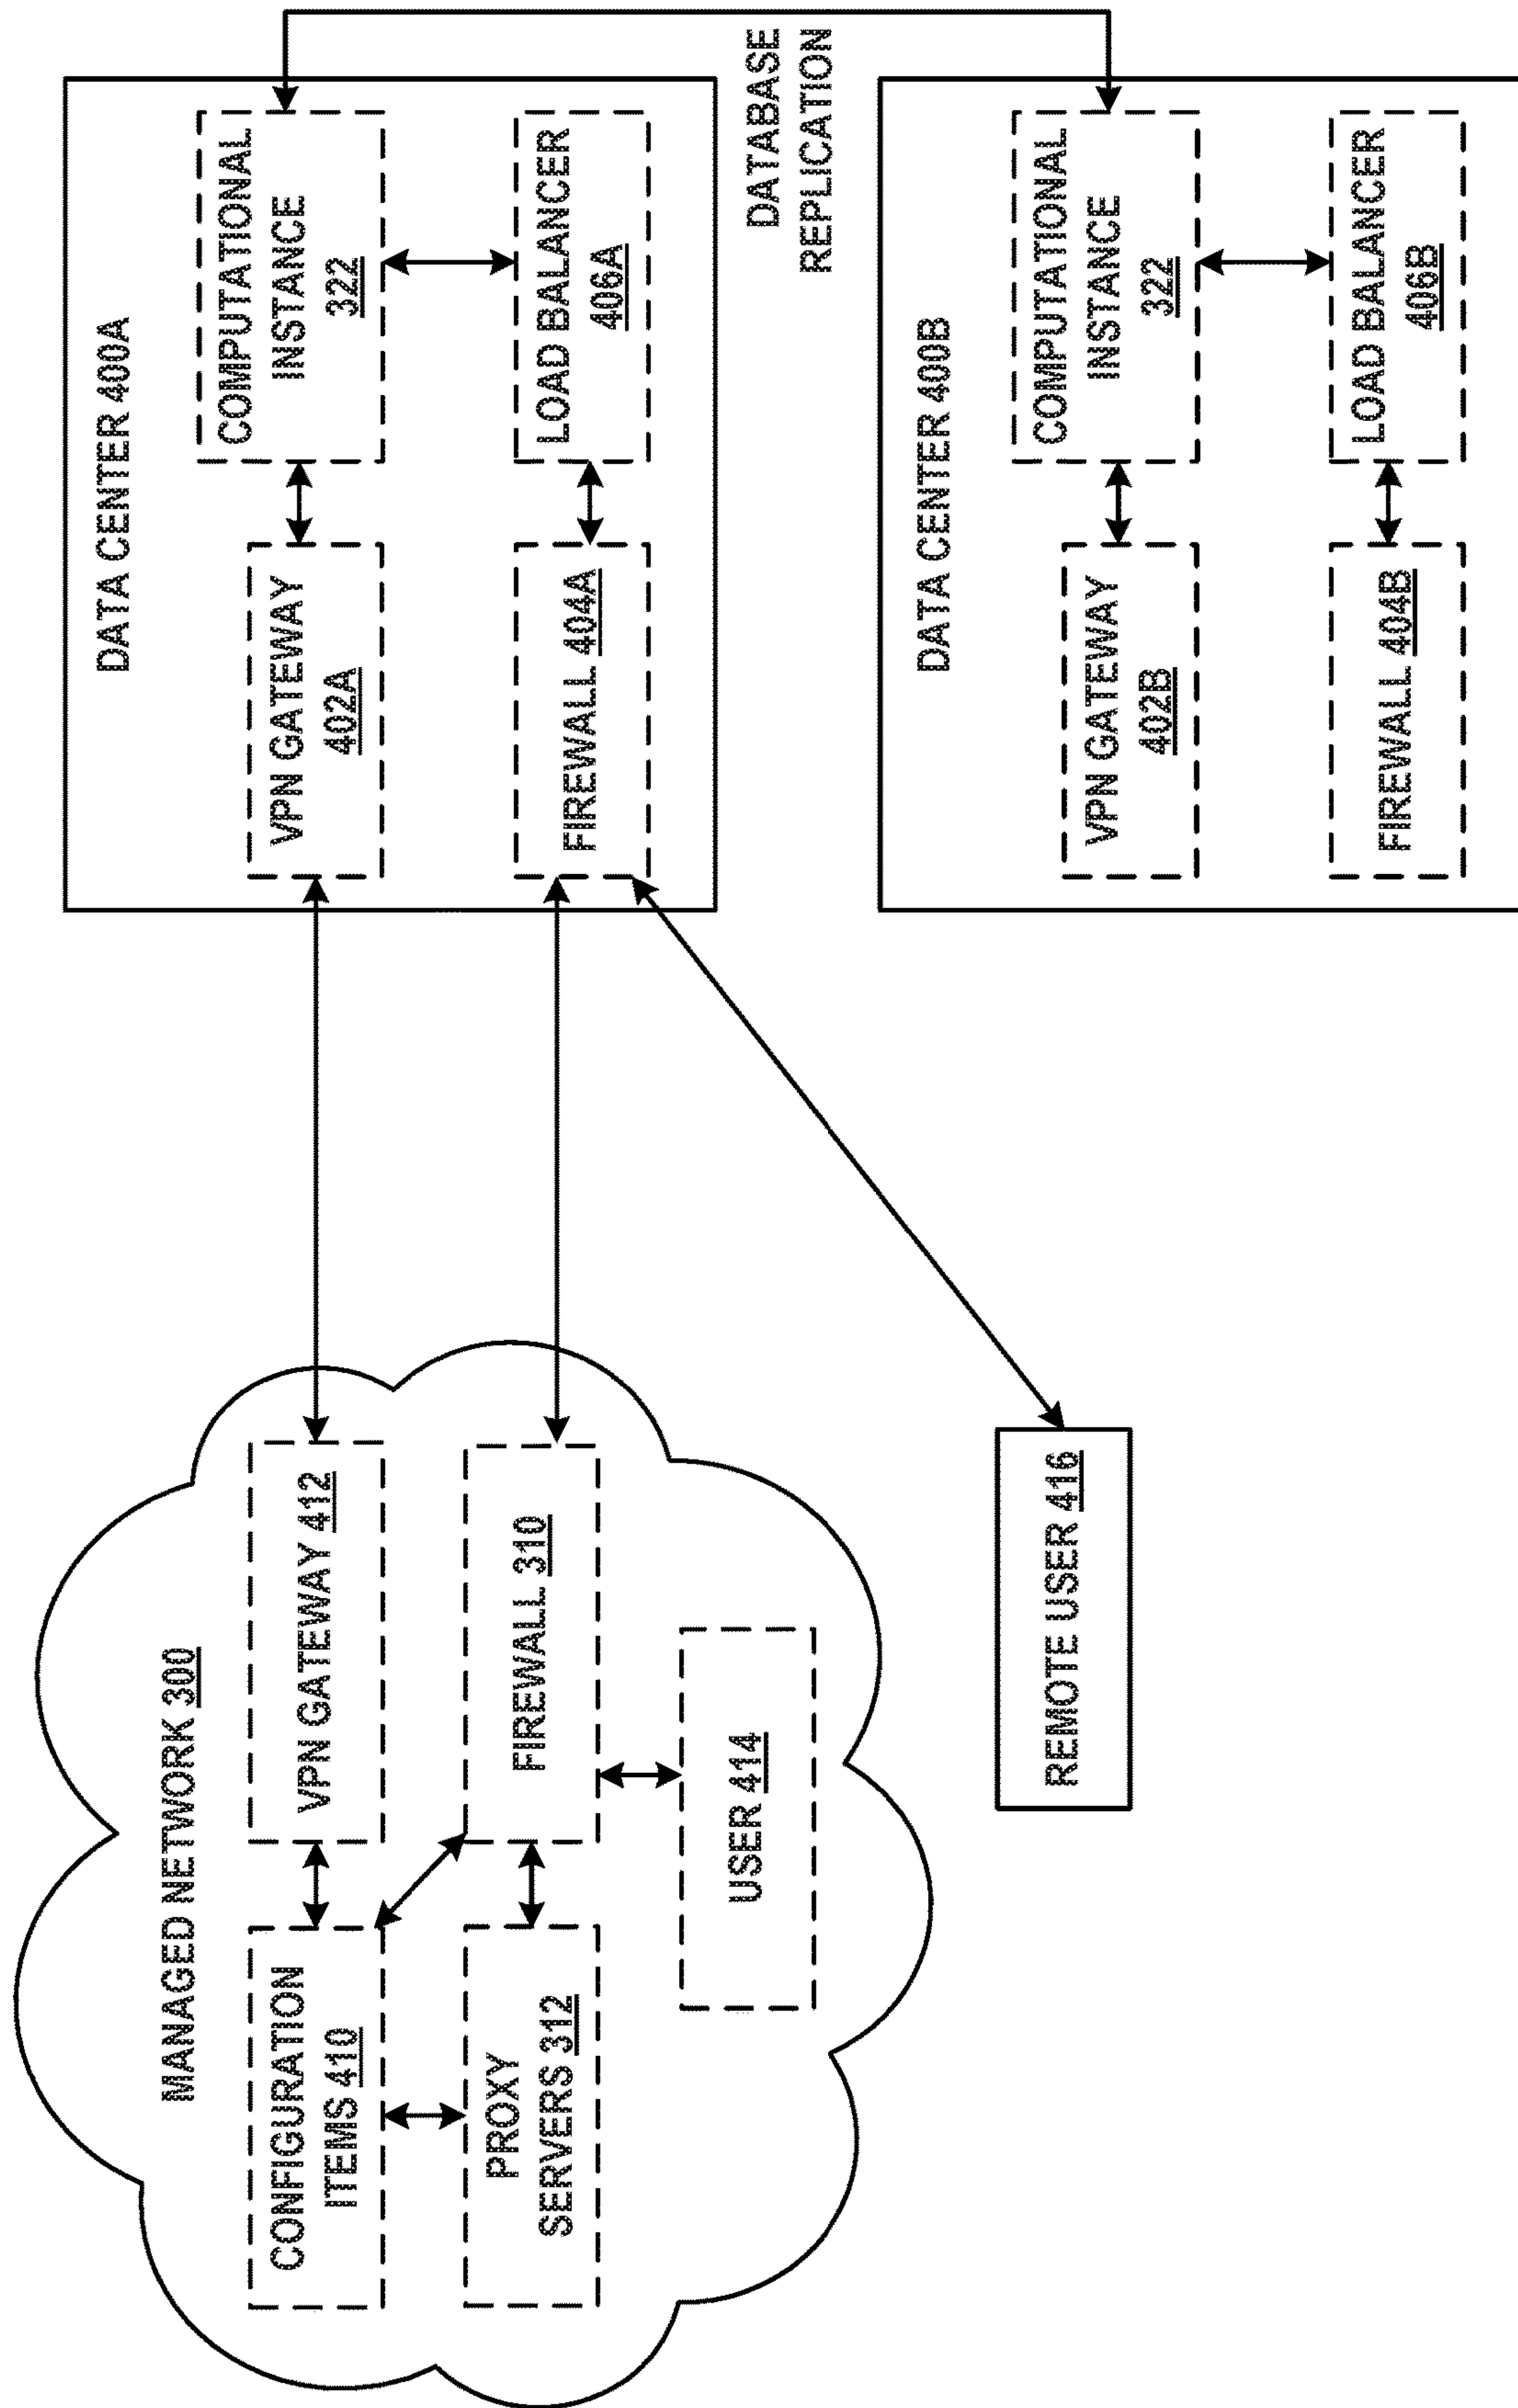 MANAGED NETWORK 300
CONFIGURATION
ITEMS 410
VPN GATEWAY 412
PROXY
SERVERS 312
FIREWALL 310
USER 414
REMOTE USER 416
DATA CENTER 400A
VPN GATEWAY
402A
COMPUTATIONAL
INSTANCE
322
FIREWALL 404A
LOAD BALANCER
406A
DATABASE
REPLICATION
DATA CENTER 400B
VPN GATEWAY
402B
COMPUTATIONAL
INSTANCE
322
FIREWALL 404B
LOAD BALANCER
406B